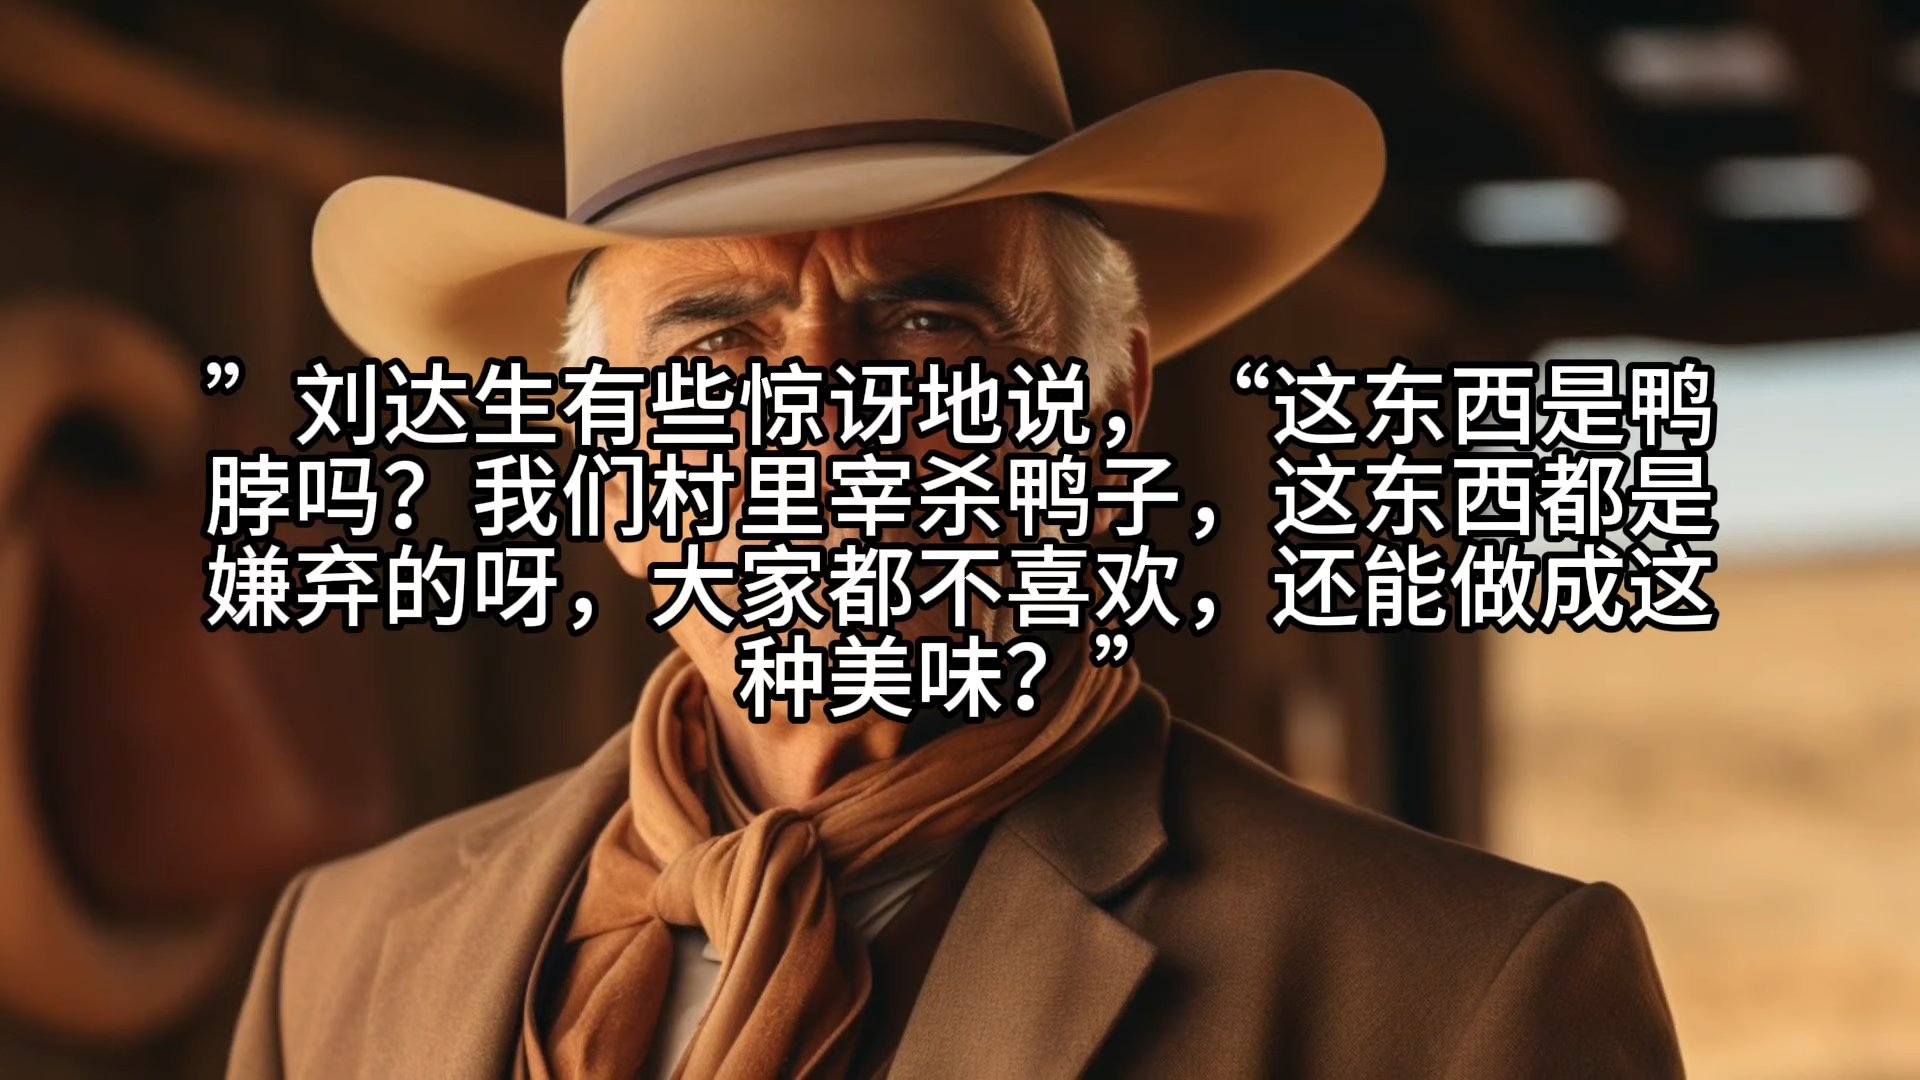 ”刘达生有些惊讶地说，“这东西是鸭
脖吗？我们村里宰杀鸭子，这东西都是
嫌弃的呀，大家都不喜欢，还能做成这
种美味？”